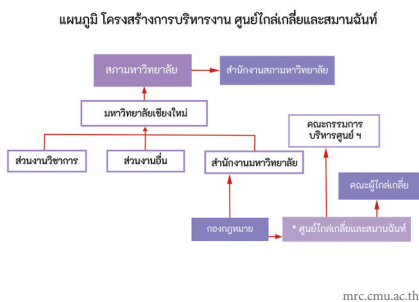 แผนภูมิ โครงสร้างการบริหารงาน ศูนย์ไกล่เกลี่ยและสมานฉันท์
สภามหาวิทยาลัย
สำนักงานสภามหาวิทยาลัย
มหาวิทยาลัยเชียงใหม่
คณะกรรมการ
บริหารศูนย์ ฯ
ส่วนงานวิชาการ
ส่วนงานอื่น
สำนักงานมหาวิทยาลัย
คณะผู้ไกล่เกลี่ย
กองกฎหมาย
* ศูนย์ไกล่เกลี่ยและสมานฉันท์
mrc.cmu.ac.th